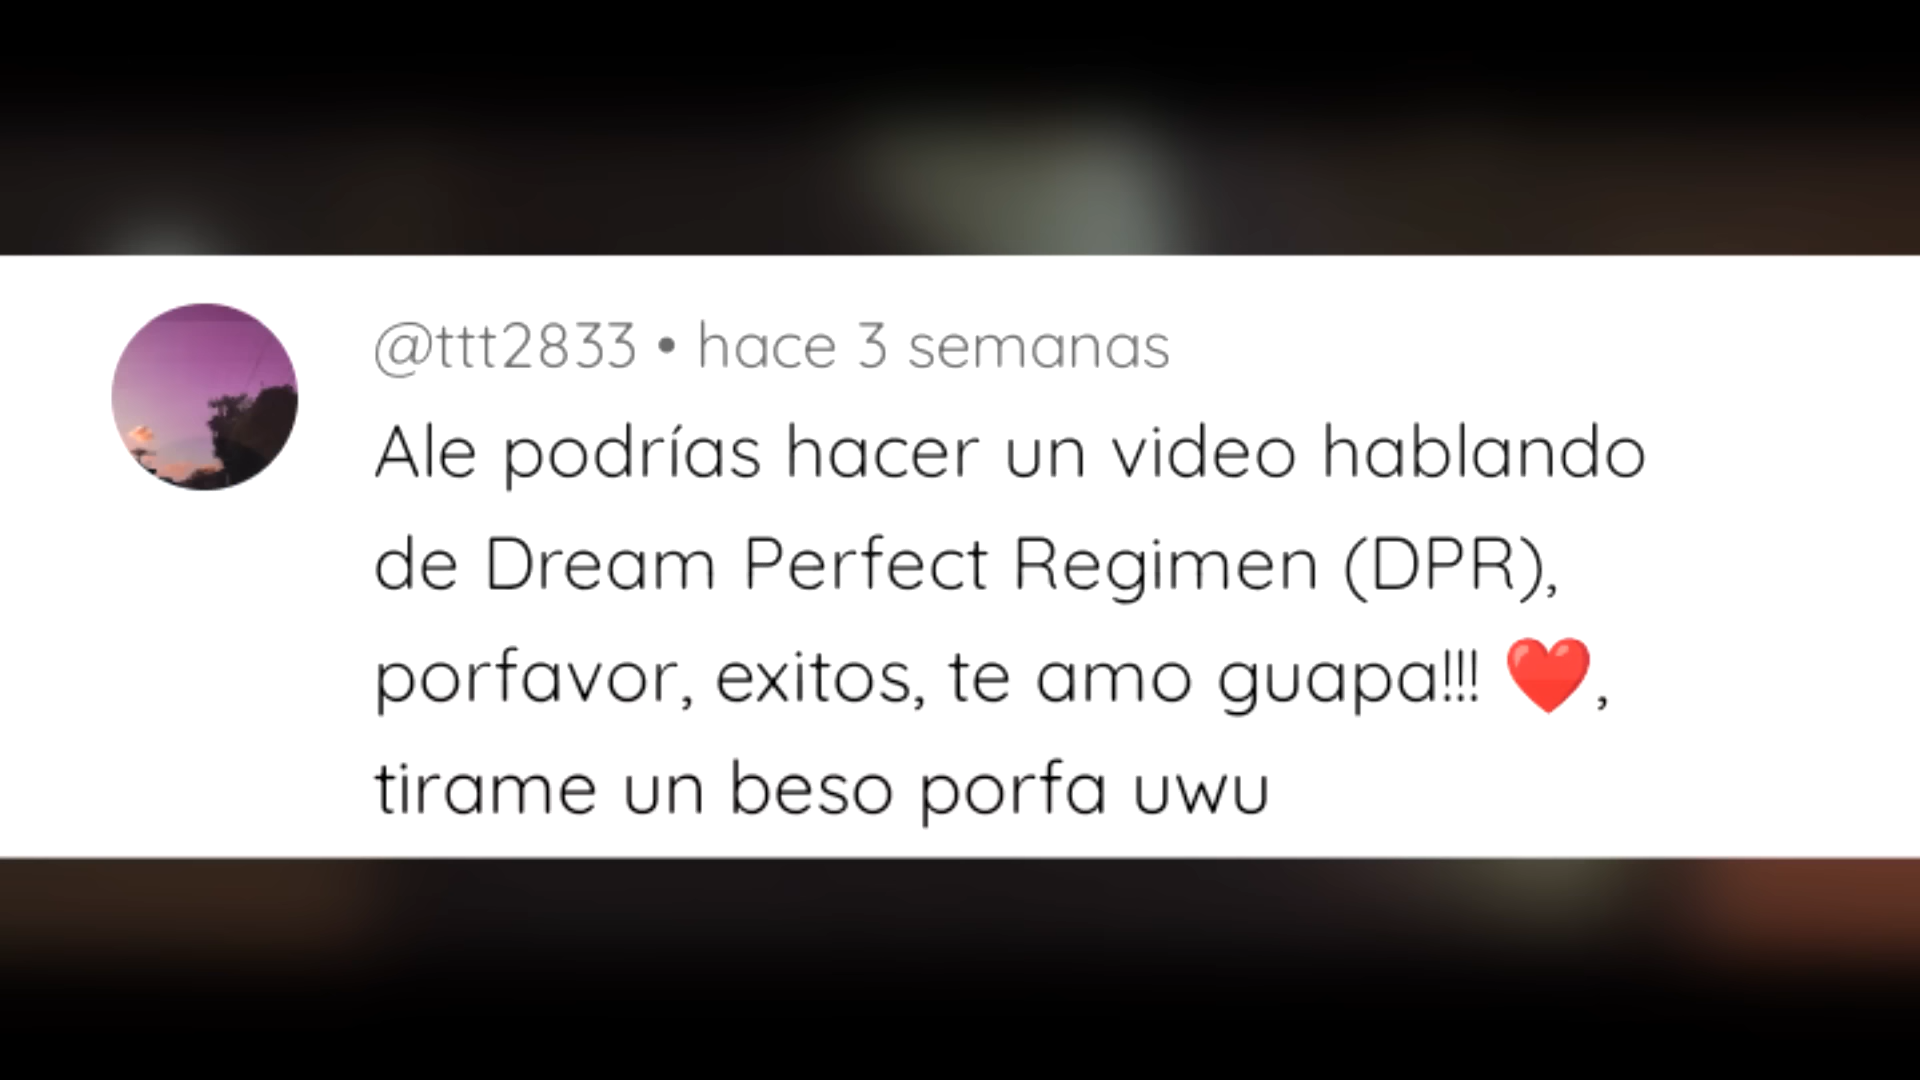 @ttt2833 • hace 3 semanas
Ale podrías hacer un video hablando
de Dream Perfect Regimen (DPR),
porfavor, exitos, te amo guapa!!! ❤️,
tirame un beso porfa uwu